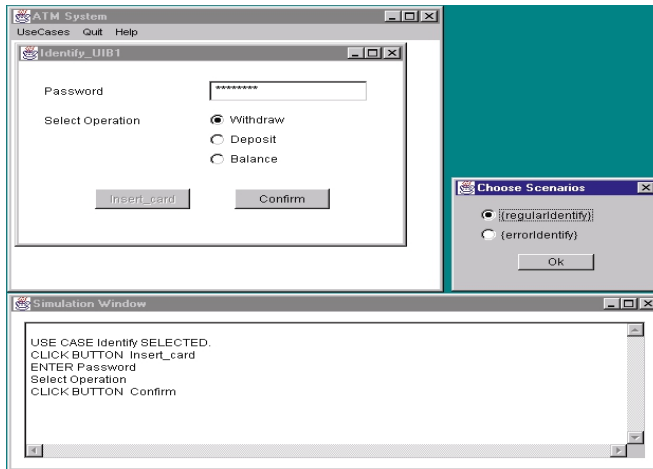 ATM System
UseCases Quit Help
Identify_UIB1
Password ********
Select Operation Withdraw
Deposit
Balance
Insert_card Confirm
Choose Scenarios
{regularIdentify}
{errorIdentify}
Ok
Simulation Window
USE CASE Identify SELECTED.
CLICK BUTTON Insert_card
ENTER Password
Select Operation
CLICK BUTTON Confirm